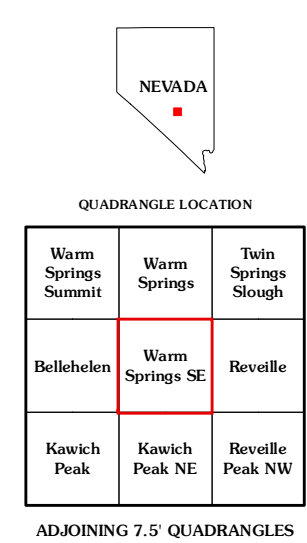 NEVADA
QUADRANGLE LOCATION
Warm
Springs
Summit
Warm
Springs
Twin
Springs
Slough
Bellehelen
Warm
Springs SE
Reveille
Kawich
Peak
Kawich
Peak NE
Reveille
Peak NW
ADJOINING 7.5' QUADRANGLES